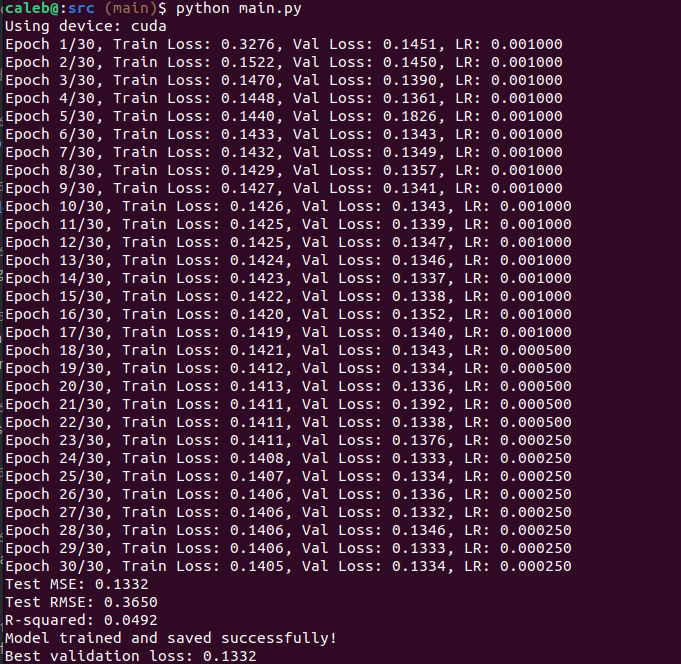 caleb@:src (main)$ python main.py
Using device: cuda
Epoch 1/30, Train Loss: 0.3276, Val Loss: 0.1451, LR: 0.001000
Epoch 2/30, Train Loss: 0.1522, Val Loss: 0.1450, LR: 0.001000
Epoch 3/30, Train Loss: 0.1470, Val Loss: 0.1390, LR: 0.001000
Epoch 4/30, Train Loss: 0.1448, Val Loss: 0.1361, LR: 0.001000
Epoch 5/30, Train Loss: 0.1440, Val Loss: 0.1826, LR: 0.001000
Epoch 6/30, Train Loss: 0.1433, Val Loss: 0.1343, LR: 0.001000
Epoch 7/30, Train Loss: 0.1432, Val Loss: 0.1349, LR: 0.001000
Epoch 8/30, Train Loss: 0.1429, Val Loss: 0.1357, LR: 0.001000
Epoch 9/30, Train Loss: 0.1427, Val Loss: 0.1341, LR: 0.001000
Epoch 10/30, Train Loss: 0.1426, Val Loss: 0.1343, LR: 0.001000
Epoch 11/30, Train Loss: 0.1425, Val Loss: 0.1339, LR: 0.001000
Epoch 12/30, Train Loss: 0.1425, Val Loss: 0.1347, LR: 0.001000
Epoch 13/30, Train Loss: 0.1424, Val Loss: 0.1346, LR: 0.001000
Epoch 14/30, Train Loss: 0.1423, Val Loss: 0.1337, LR: 0.001000
Epoch 15/30, Train Loss: 0.1422, Val Loss: 0.1338, LR: 0.001000
Epoch 16/30, Train Loss: 0.1420, Val Loss: 0.1352, LR: 0.001000
Epoch 17/30, Train Loss: 0.1419, Val Loss: 0.1340, LR: 0.001000
Epoch 18/30, Train Loss: 0.1421, Val Loss: 0.1343, LR: 0.000500
Epoch 19/30, Train Loss: 0.1412, Val Loss: 0.1334, LR: 0.000500
Epoch 20/30, Train Loss: 0.1413, Val Loss: 0.1336, LR: 0.000500
Epoch 21/30, Train Loss: 0.1411, Val Loss: 0.1392, LR: 0.000500
Epoch 22/30, Train Loss: 0.1411, Val Loss: 0.1338, LR: 0.000500
Epoch 23/30, Train Loss: 0.1411, Val Loss: 0.1376, LR: 0.000250
Epoch 24/30, Train Loss: 0.1408, Val Loss: 0.1333, LR: 0.000250
Epoch 25/30, Train Loss: 0.1407, Val Loss: 0.1334, LR: 0.000250
Epoch 26/30, Train Loss: 0.1406, Val Loss: 0.1336, LR: 0.000250
Epoch 27/30, Train Loss: 0.1406, Val Loss: 0.1332, LR: 0.000250
Epoch 28/30, Train Loss: 0.1406, Val Loss: 0.1346, LR: 0.000250
Epoch 29/30, Train Loss: 0.1406, Val Loss: 0.1333, LR: 0.000250
Epoch 30/30, Train Loss: 0.1405, Val Loss: 0.1334, LR: 0.000250
Test MSE: 0.1332
Test RMSE: 0.3650
R-squared: 0.0492
Model trained and saved successfully!
Best validation loss: 0.1332